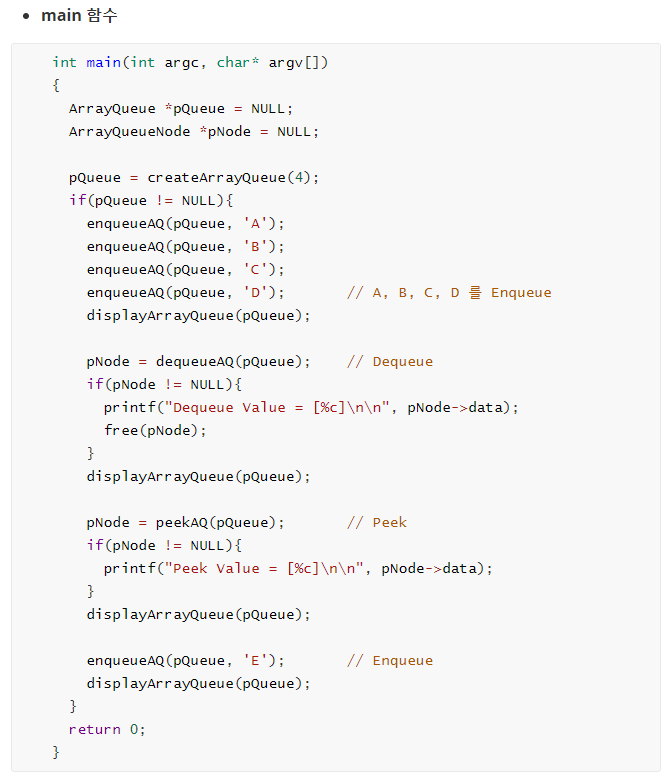 • main 함수
int main(int argc, char* argv[])
{
  ArrayQueue *pQueue = NULL;
  ArrayQueueNode *pNode = NULL;

  pQueue = createArrayQueue(4);
  if(pQueue != NULL){
    enqueueAQ(pQueue, 'A');
    enqueueAQ(pQueue, 'B');
    enqueueAQ(pQueue, 'C');
    enqueueAQ(pQueue, 'D');       // A, B, C, D 를 Enqueue
    displayArrayQueue(pQueue);

    pNode = dequeueAQ(pQueue);    // Dequeue
    if(pNode != NULL){
      printf("Dequeue Value = [%c]\n\n", pNode->data);
      free(pNode);
    }
    displayArrayQueue(pQueue);

    pNode = peekAQ(pQueue);       // Peek
    if(pNode != NULL){
      printf("Peek Value = [%c]\n\n", pNode->data);
    }
    displayArrayQueue(pQueue);

    enqueueAQ(pQueue, 'E');       // Enqueue
    displayArrayQueue(pQueue);
  }
  return 0;
}